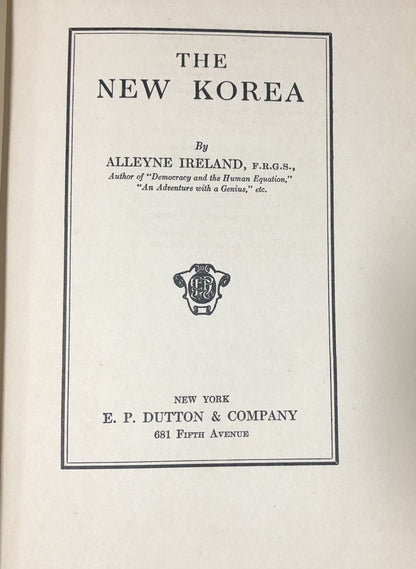 THE
NEW KOREA
By
ALLEYNE IRELAND, F.R.G.S.,
Author of "Democracy and the Human Equation,"
"An Adventure with a Genius," etc.
NEW YORK
E. P. DUTTON & COMPANY
681 FIFTH AVENUE